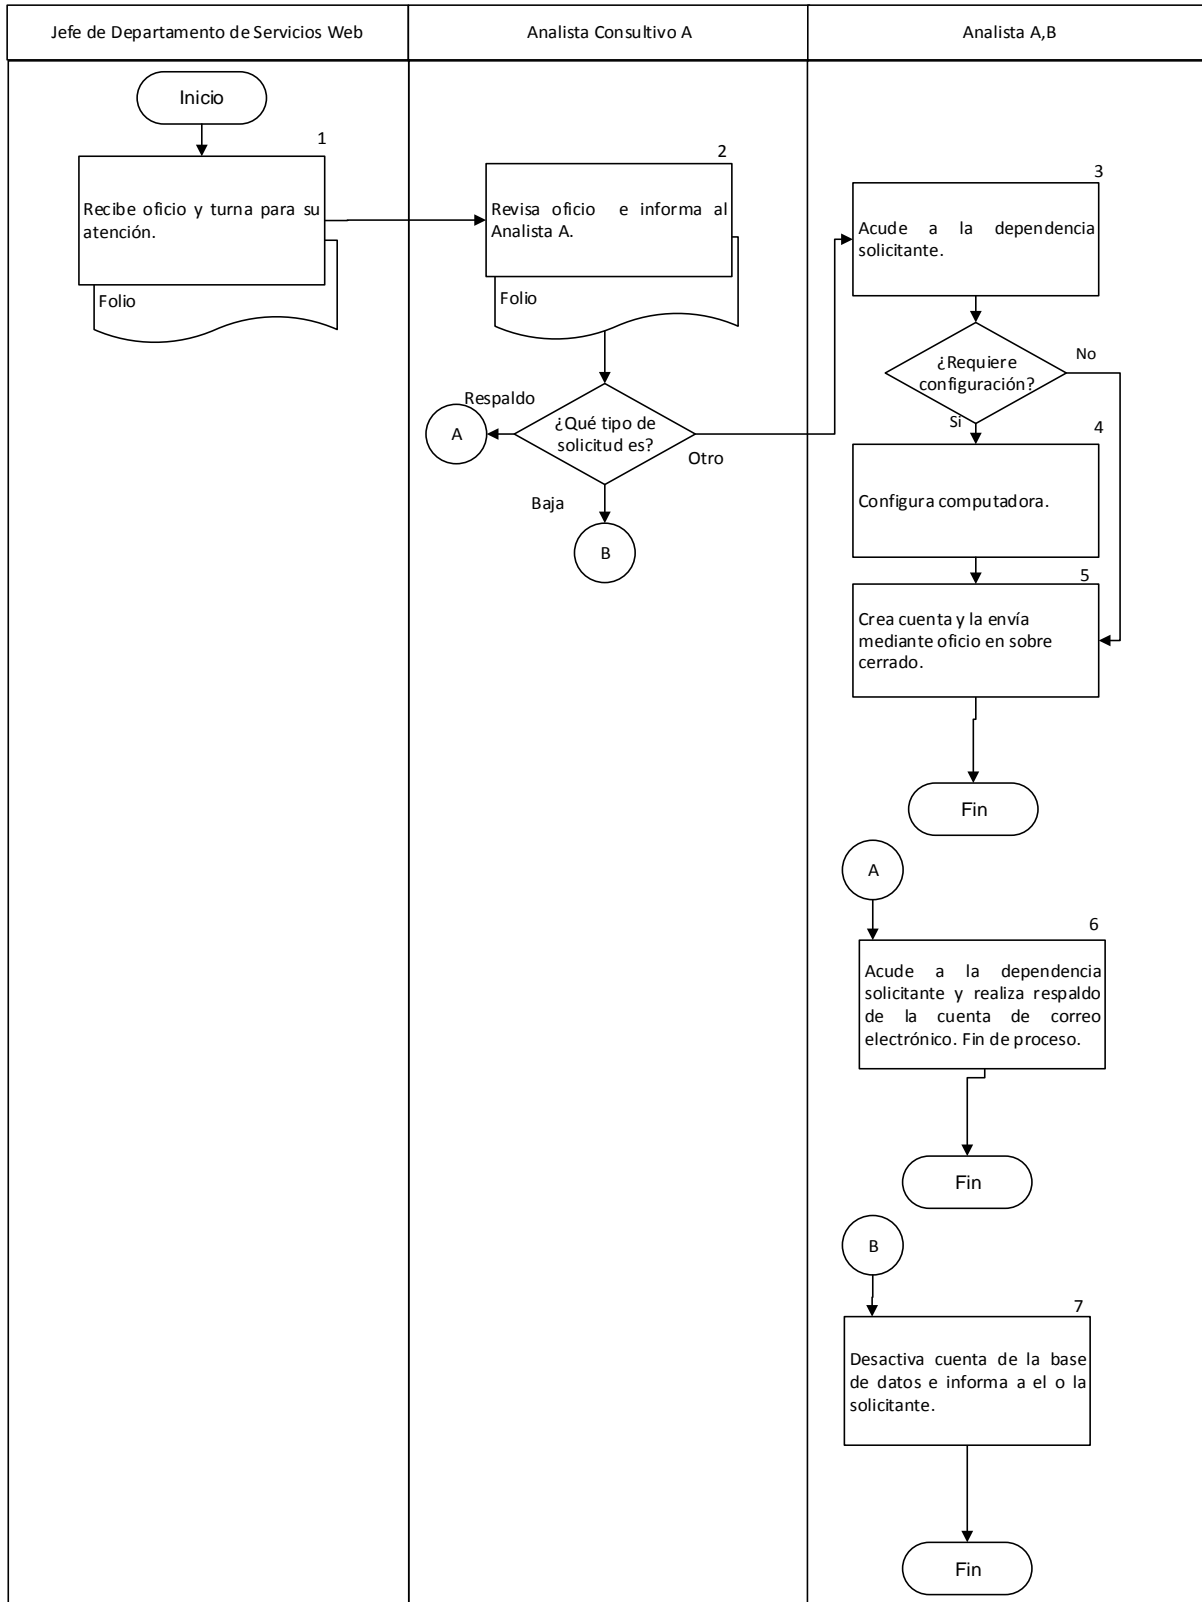 Jefe de Departamento de Servicios Web
Analista Consultivo A
Analista A,B
Inicio
1
Recibe oficio y turna para su
atención.
Folio
2
Revisa oficio e informa al
Analista A.
Folio
¿Qué tipo de
solicitud es?
Respaldo
A
Baja
B
Otro
3
Acude a la dependencia
solicitante.
¿Requiere
configuración?
No
Si
4
Configura computadora.
5
Crea cuenta y la envía
mediante oficio en sobre
cerrado.
Fin
A
6
Acude a la dependencia
solicitante y realiza respaldo
de la cuenta de correo
electrónico. Fin de proceso.
Fin
B
7
Desactiva cuenta de la base
de datos e informa a el o la
solicitante.
Fin